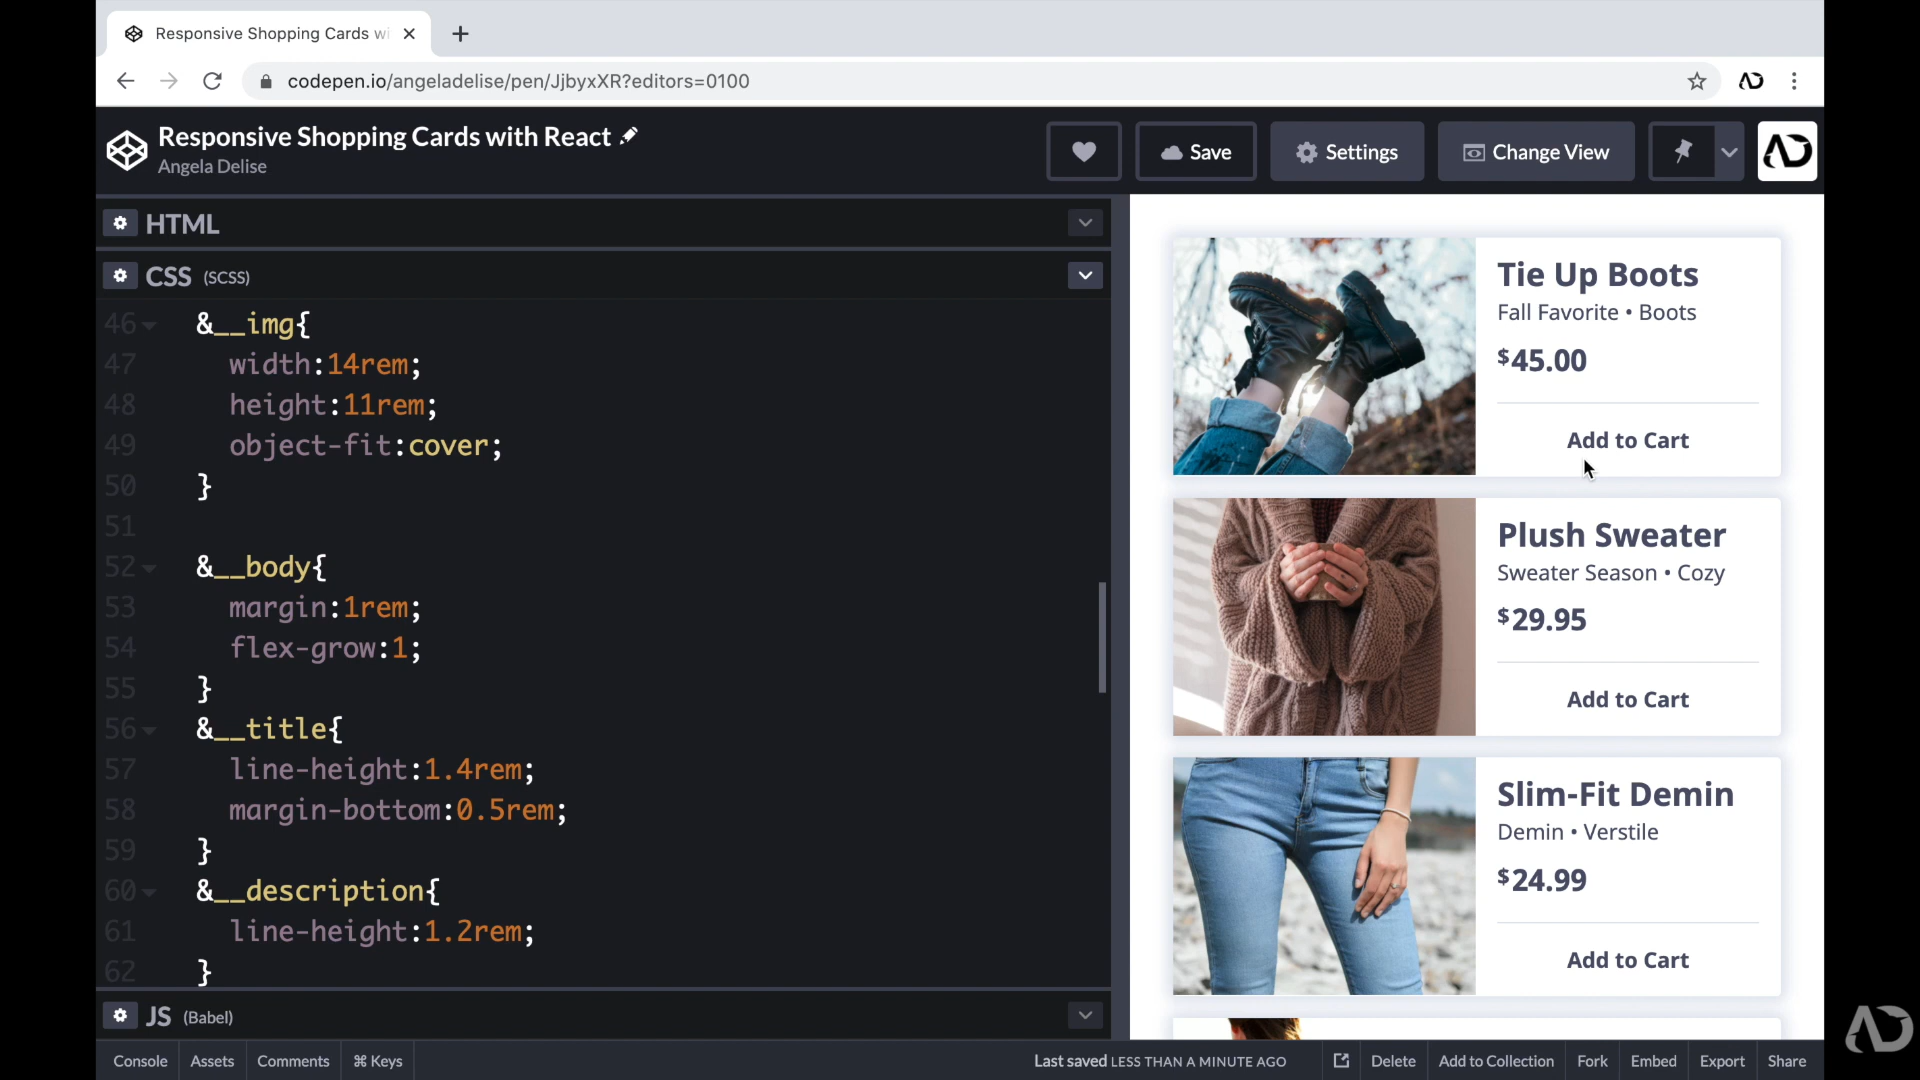 Responsive Shopping Cards wi
codepen.io/angeladelise/pen/JjbyxXR?editors=0100
Responsive Shopping Cards with React
Angela Delise
Save
Settings
Change View
HTML
CSS (SCSS)
46 &__img{
47 width:14rem;
48 height:11rem;
49 object-fit:cover;
50 }
51
52 &__body{
53 margin:1rem;
54 flex-grow:1;
55 }
56 &__title{
57 line-height:1.4rem;
58 margin-bottom:0.5rem;
59 }
60 &__description{
61 line-height:1.2rem;
62 }
JS (Babel)
Tie Up Boots
Fall Favorite • Boots
$45.00
Add to Cart
Plush Sweater
Sweater Season • Cozy
$29.95
Add to Cart
Slim-Fit Demin
Demin • Verstile
$24.99
Add to Cart
Console
Assets
Comments
⌘ Keys
Last saved LESS THAN A MINUTE AGO
Delete
Add to Collection
Fork
Embed
Export
Share